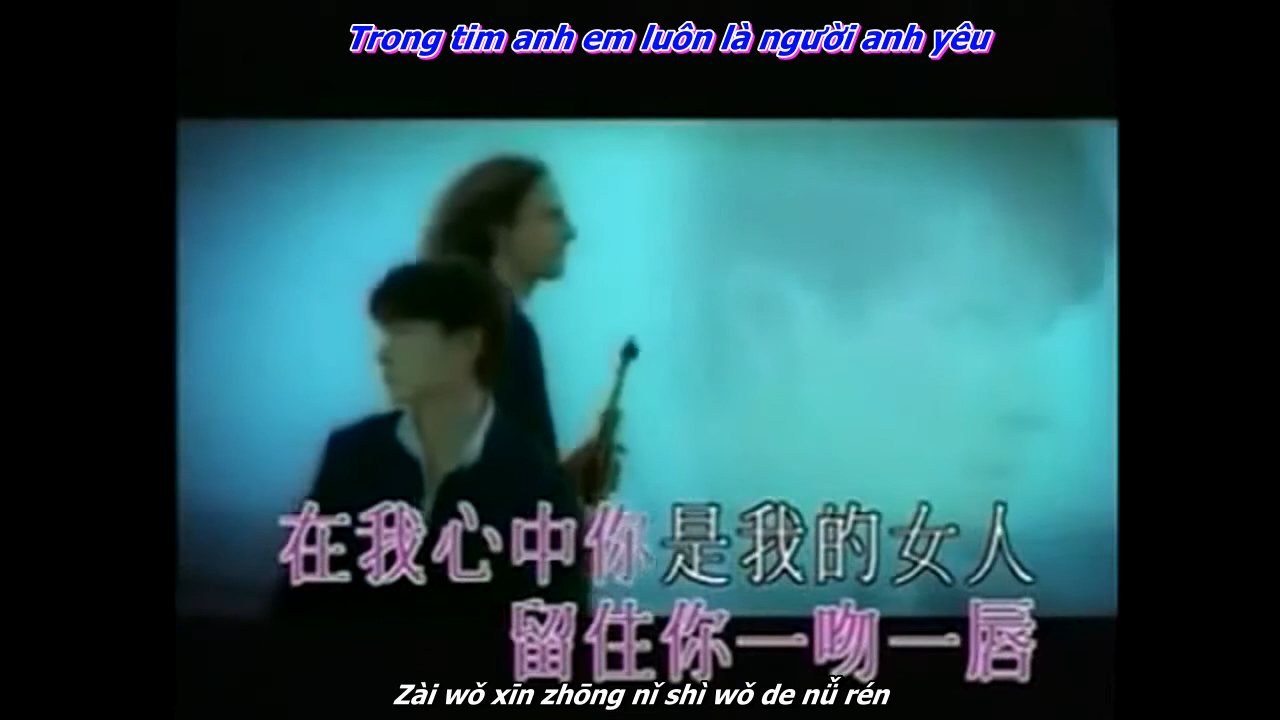 Trong tim anh em luôn là người anh yêu
在我心中你是我的女人
留住你一吻一唇
Zài wǒ xīn zhōng nǐ shì wǒ de nǚ rén